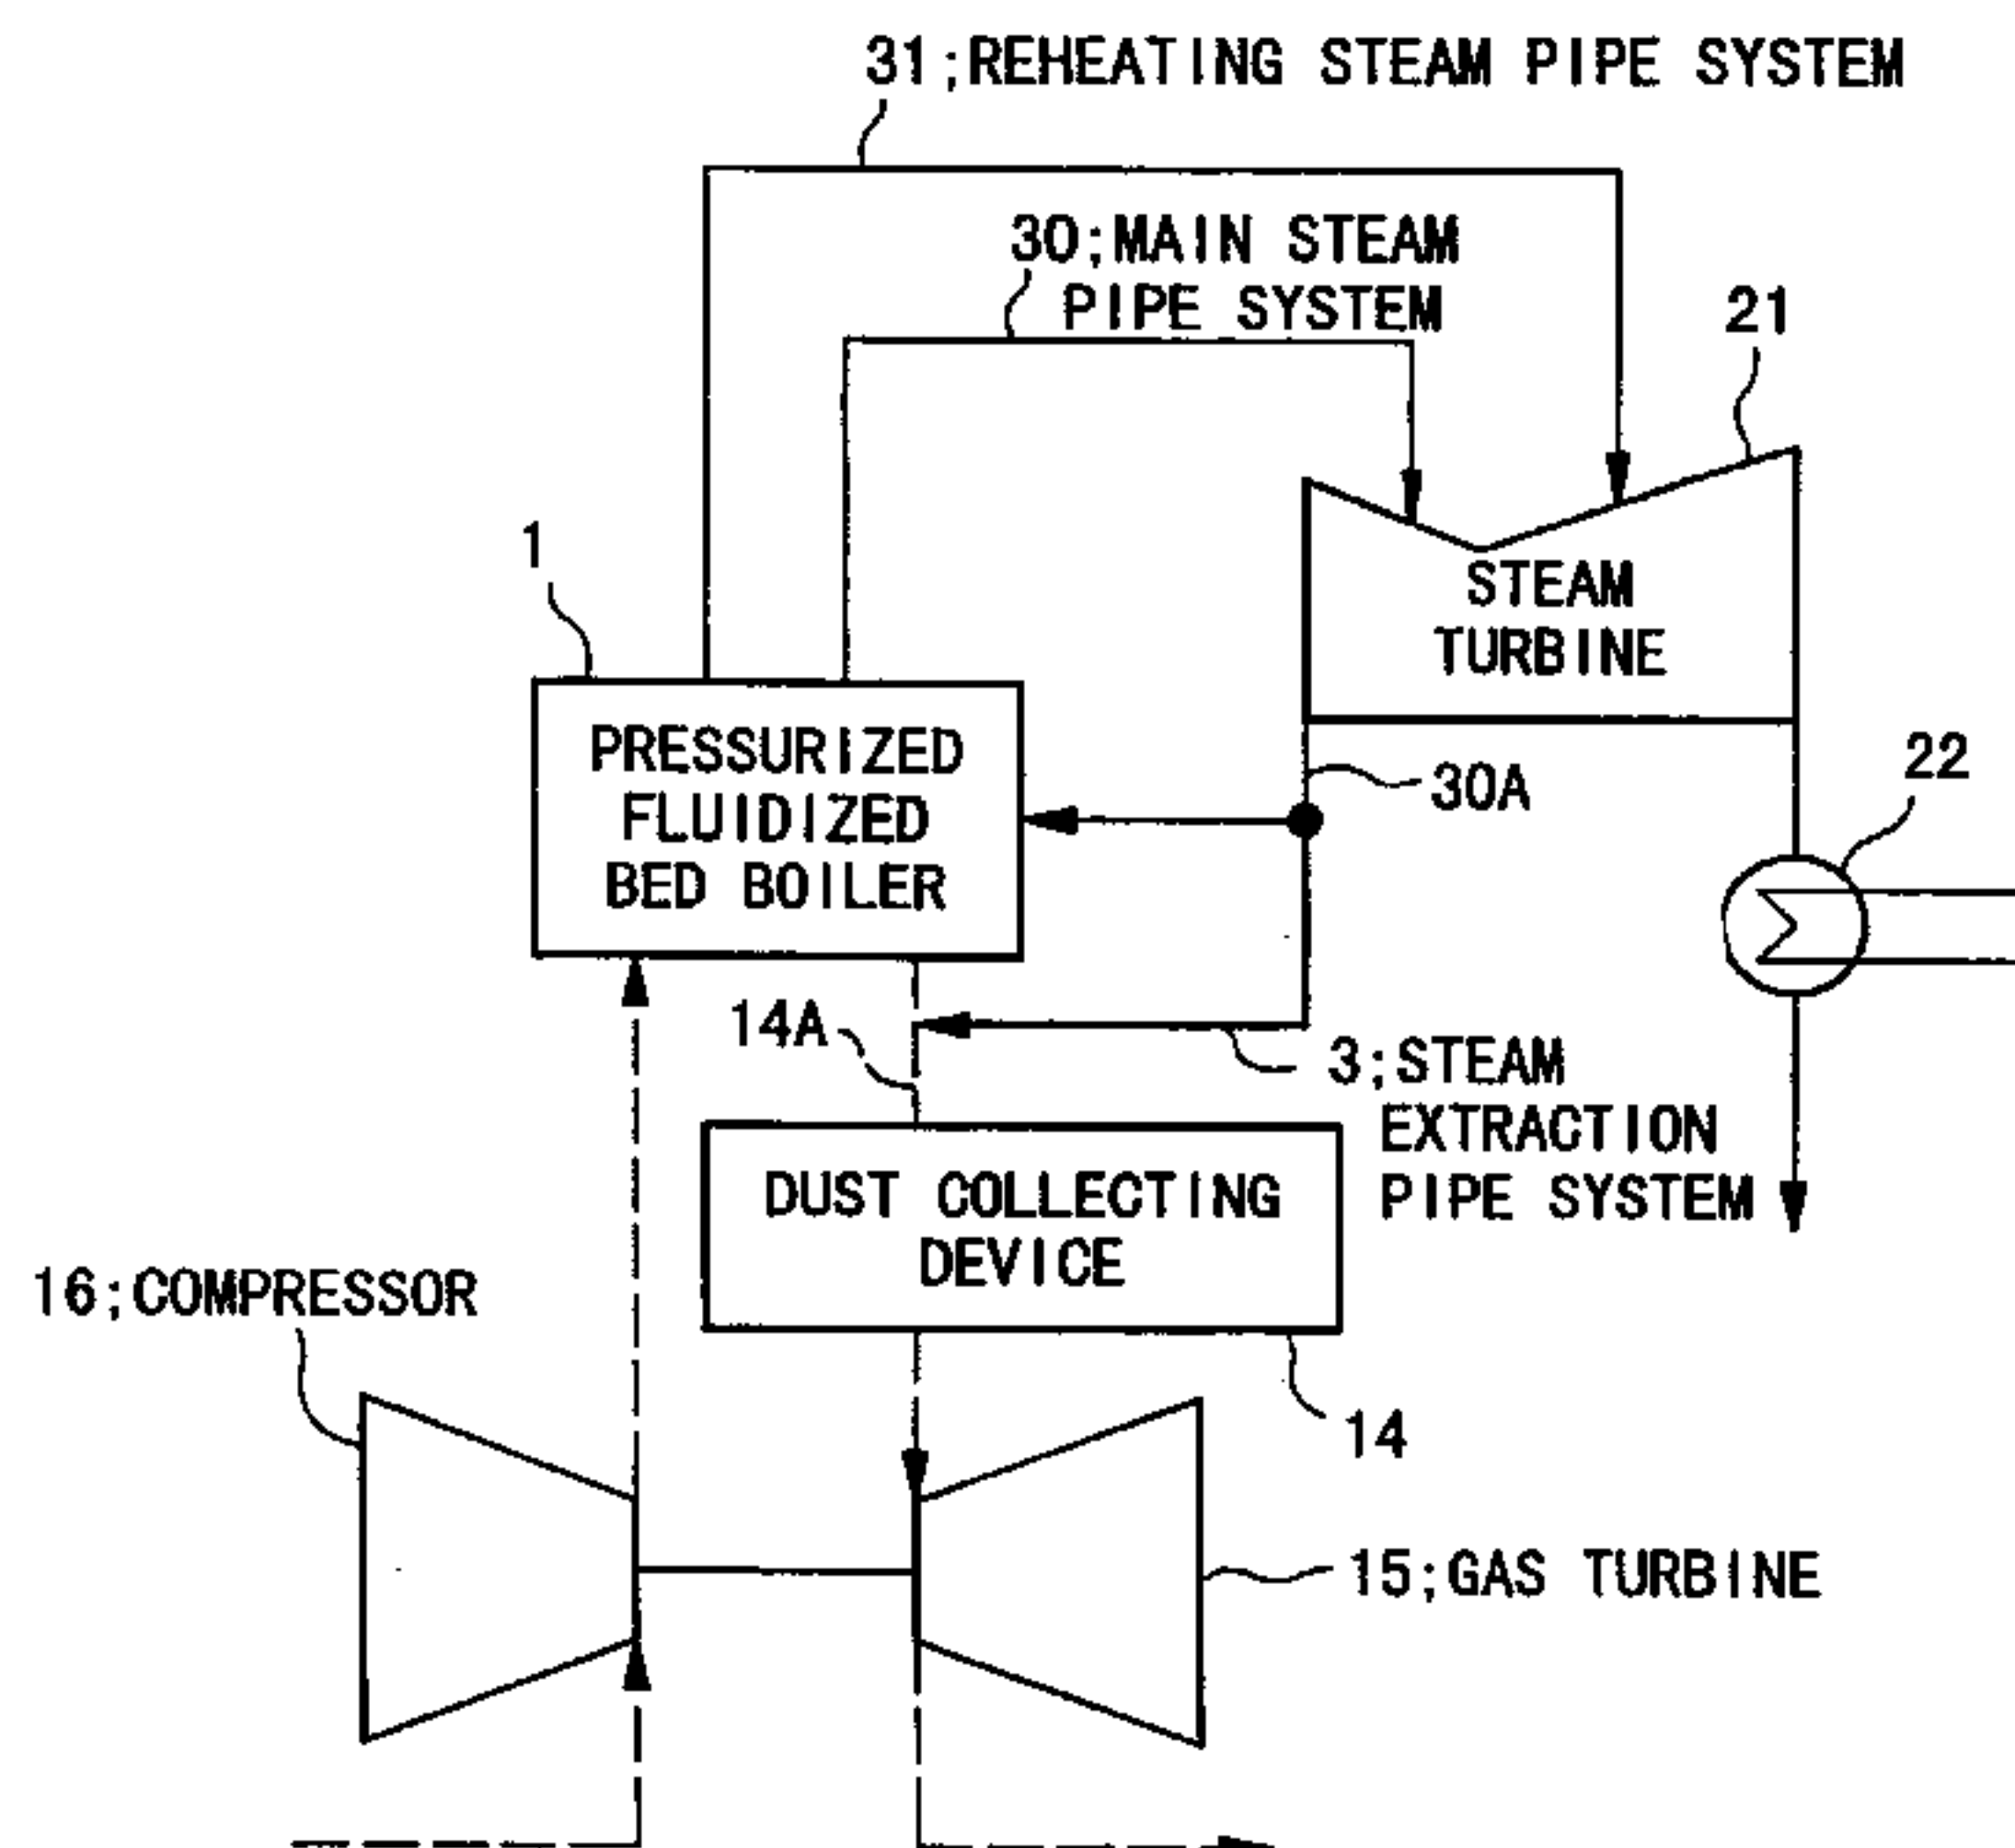 31;REHEATING STEAM PIPE SYSTEM
30;MAIN STEAM
PIPE SYSTEM
21
1
STEAM
TURBINE
PRESSURIZED
FLUIDIZED
BED BOILER
30A
22
14A
3;STEAM
EXTRACTION
PIPE SYSTEM
DUST COLLECTING
DEVICE
16;COMPRESSOR
14
15;GAS TURBINE